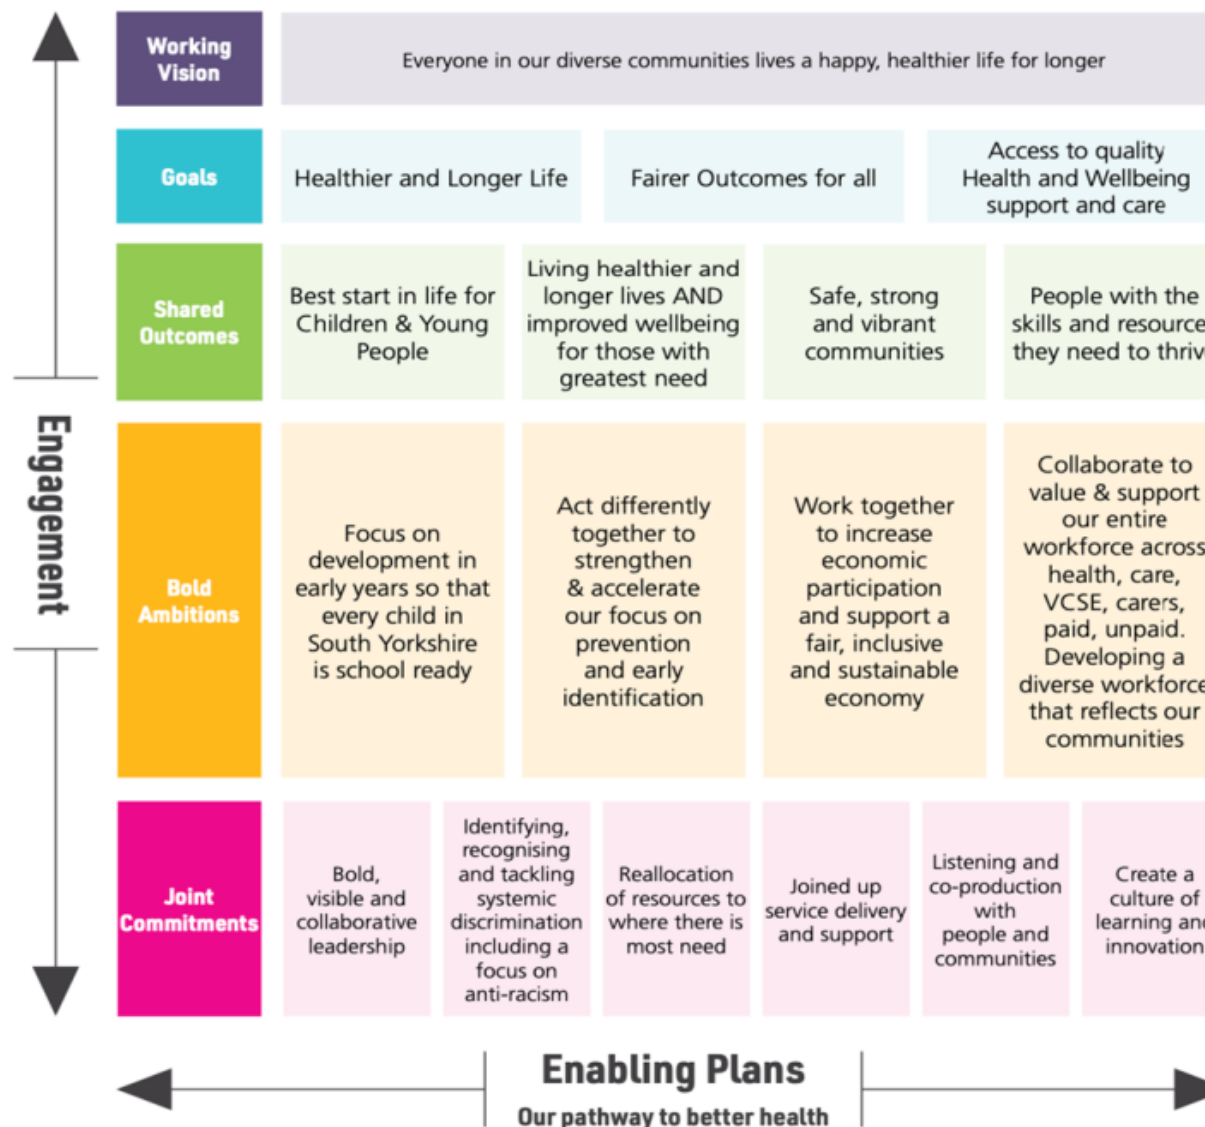 Working
Vision
Everyone in our diverse communities lives a happy, healthier life for longer
Goals
Healthier and Longer Life
Fairer Outcomes for all
Access to quality
Health and Wellbeing
support and care
Shared
Outcomes
Best start in life for
Children & Young
People
Living healthier and
longer lives AND
improved wellbeing
for those with
greatest need
Safe, strong
and vibrant
communities
People with the
skills and resource
they need to thriv
Engagement
Bold
Ambitions
Focus on
development in
early years so that
every child in
South Yorkshire
is school ready
Act differently
together to
strengthen
& accelerate
our focus on
prevention
and early
identification
Work together
to increase
economic
participation
and support a
fair, inclusive
and sustainable
economy
Collaborate to
value & support
our entire
workforce across
health, care,
VCSE, carers,
paid, unpaid.
Developing a
diverse workforce
that reflects our
communities
Joint
Commitments
Bold,
visible and
collaborative
leadership
Identifying,
recognising
and tackling
systemic
discrimination
including a
focus on
anti-racism
Reallocation
of resources to
where there is
most need
Joined up
service delivery
and support
Listening and
co-production
with
people and
communities
Create a
culture of
learning and
innovation
Enabling Plans
Our pathway to better health